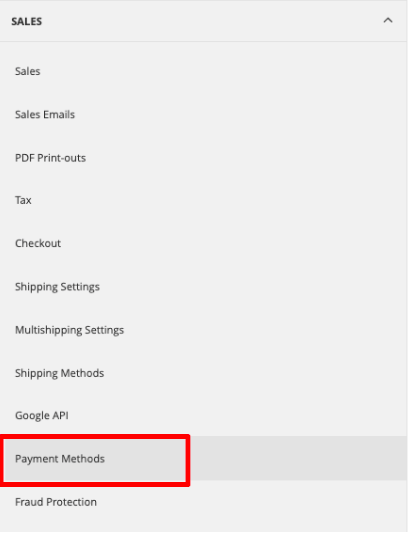 SALES
Sales
Sales Emails
PDF Print-outs
Tax
Checkout
Shipping Settings
Multishipping Settings
Shipping Methods
Google API
Payment Methods
Fraud Protection